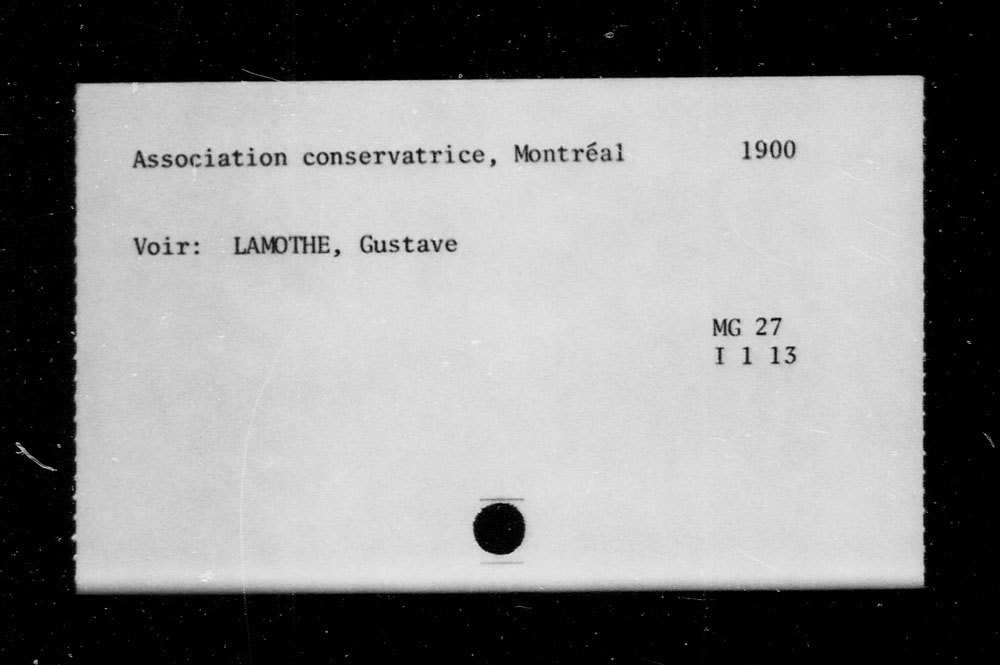 Association conservatrice, Montréal 1900
Voir: LAMOTHE, Gustave
MG 27
I 1 13